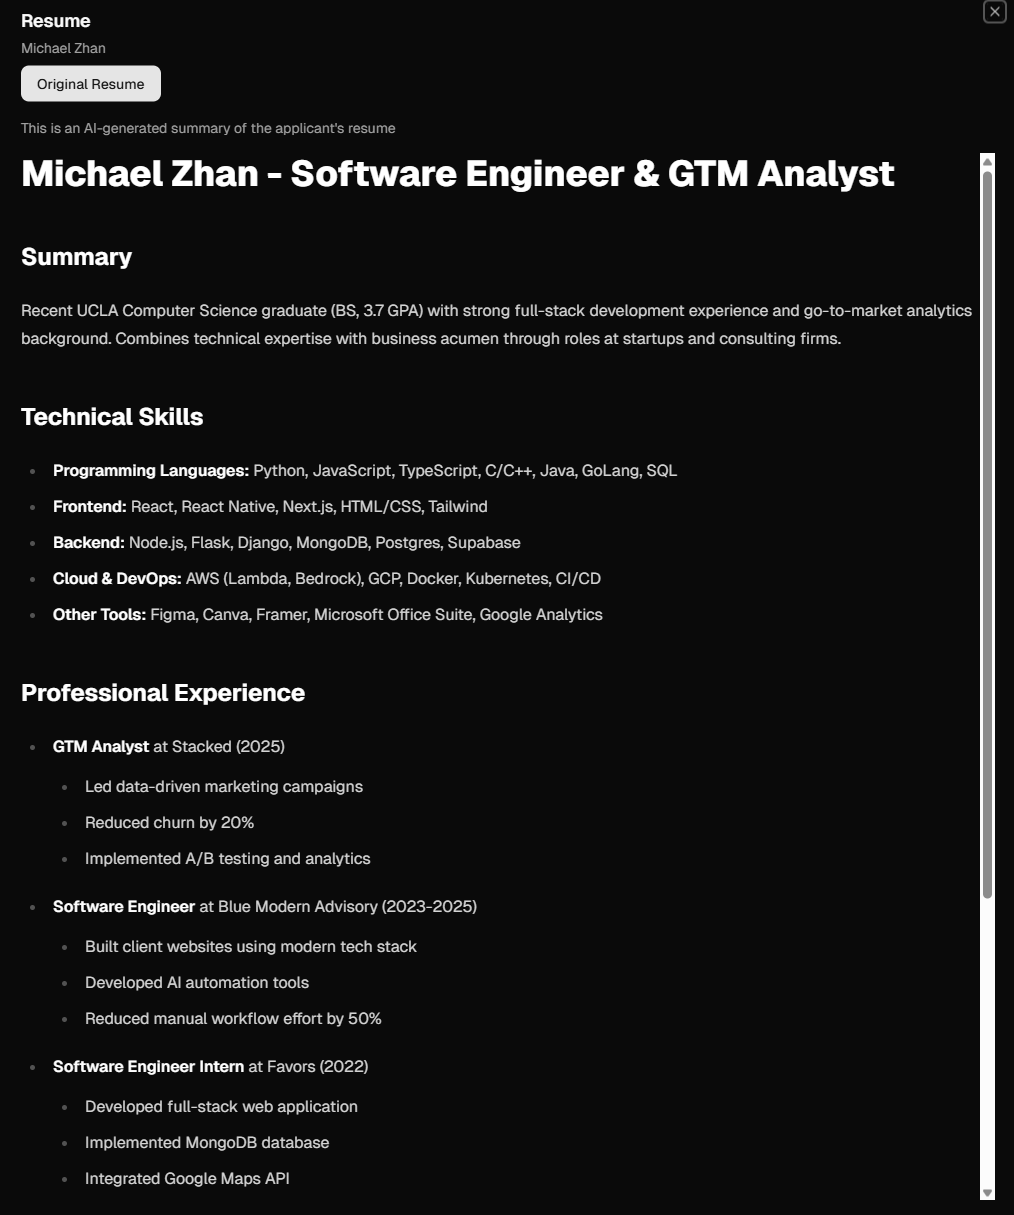 Resume
Michael Zhan
Original Resume
This is an AI-generated summary of the applicant's resume
Michael Zhan - Software Engineer & GTM Analyst
Summary
Recent UCLA Computer Science graduate (BS, 3.7 GPA) with strong full-stack development experience and go-to-market analytics
background. Combines technical expertise with business acumen through roles at startups and consulting firms.
Technical Skills
Programming Languages: Python, JavaScript, TypeScript, C/C++, Java, GoLang, SQL
Frontend: React, React Native, Next.js, HTML/CSS, Tailwind
Backend: Node.js, Flask, Django, MongoDB, Postgres, Supabase
Cloud & DevOps: AWS (Lambda, Bedrock), GCP, Docker, Kubernetes, CI/CD
Other Tools: Figma, Canva, Framer, Microsoft Office Suite, Google Analytics
Professional Experience
GTM Analyst at Stacked (2025)
Led data-driven marketing campaigns
Reduced churn by 20%
Implemented A/B testing and analytics
Software Engineer at Blue Modern Advisory (2023-2025)
Built client websites using modern tech stack
Developed AI automation tools
Reduced manual workflow effort by 50%
Software Engineer Intern at Favors (2022)
Developed full-stack web application
Implemented MongoDB database
Integrated Google Maps API